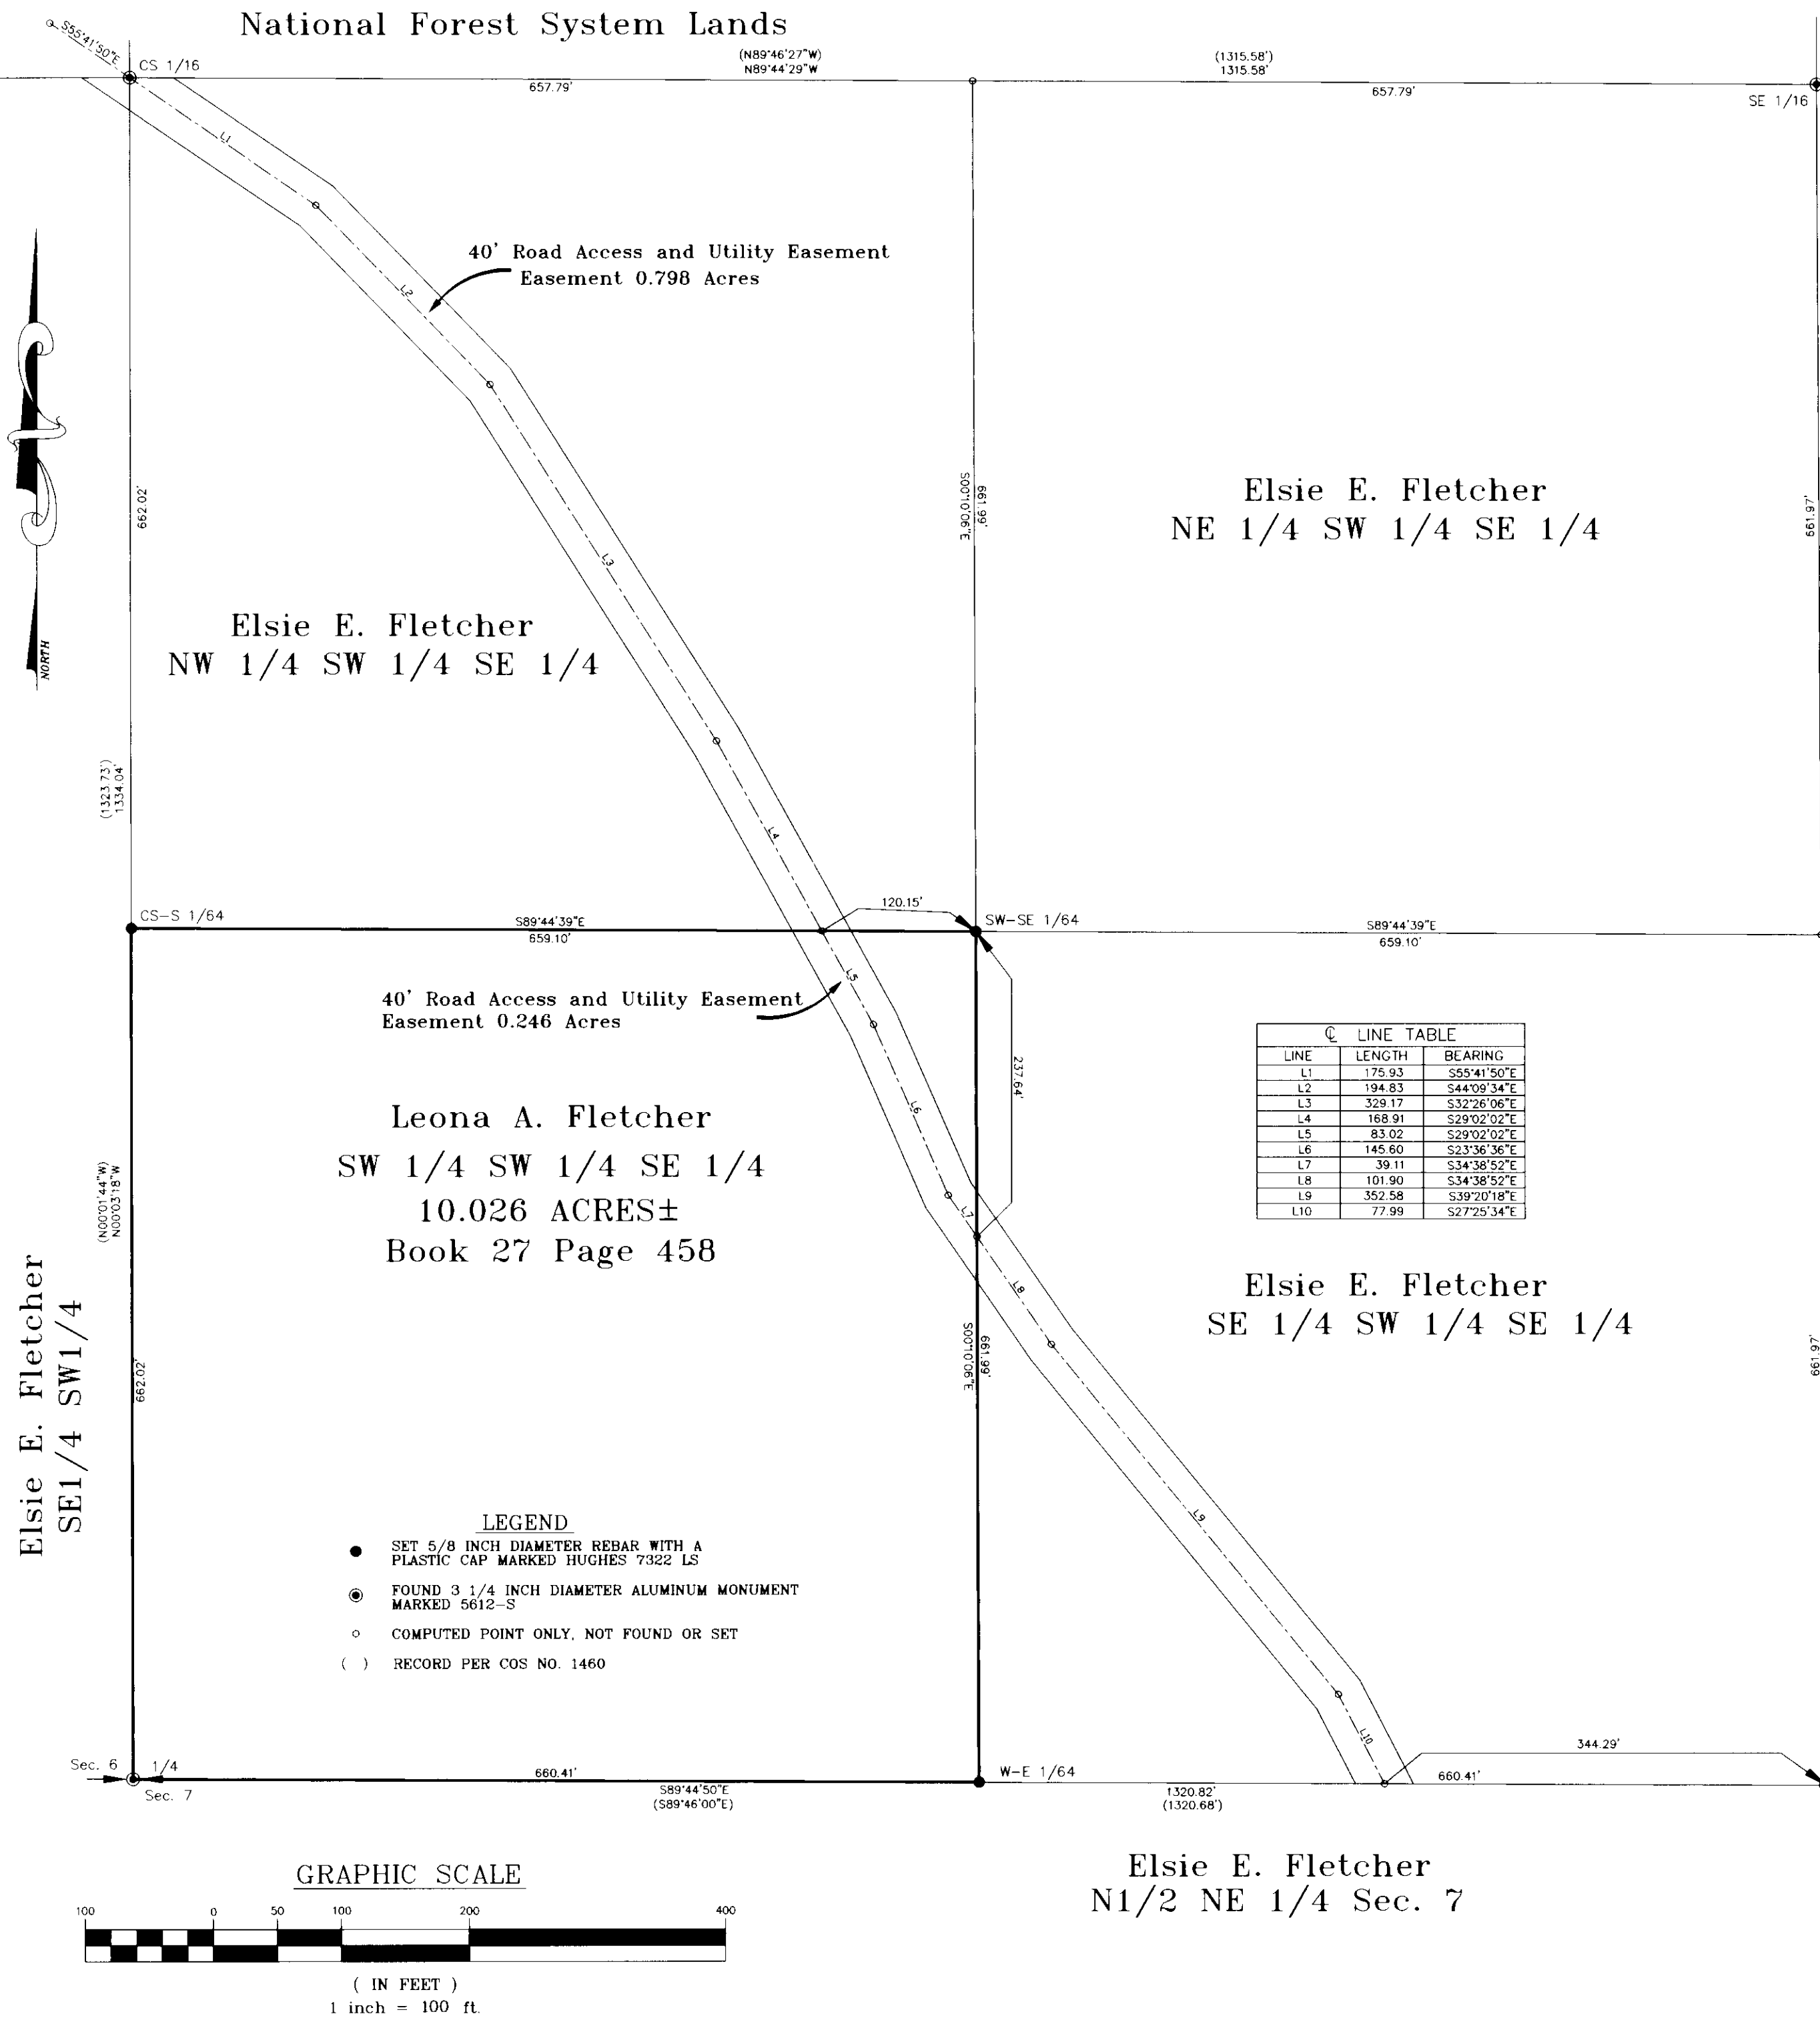 National Forest System Lands
S55°41'50"E
CS 1/16
(N89°46'27"W)
N89°44'29"W
657.79'
(1315.58')
1315.58'
657.79'
SE 1/16
L1
40' Road Access and Utility Easement
Easement 0.798 Acres
L2
NORTH
662.02'
L3
S00°10'06"E
661.99'
Elsie E. Fletcher
NE 1/4 SW 1/4 SE 1/4
661.97'
Elsie E. Fletcher
NW 1/4 SW 1/4 SE 1/4
(1323.73')
1334.04'
L4
CS-S 1/64
S89°44'39"E
659.10'
120.15'
SW-SE 1/64
S89°44'39"E
659.10'
L5
40' Road Access and Utility Easement
Easement 0.246 Acres
237.64'
L6
℄ LINE TABLE
LINE LENGTH BEARING
L1 175.93 S55°41'50"E
L2 194.83 S44°09'34"E
L3 329.17 S32°26'06"E
L4 168.91 S29°02'02"E
L5 83.02 S29°02'02"E
L6 145.60 S23°36'36"E
L7 39.11 S34°38'52"E
L8 101.90 S34°38'52"E
L9 352.58 S39°20'18"E
L10 77.99 S27°25'34"E
Leona A. Fletcher
SW 1/4 SW 1/4 SE 1/4
10.026 ACRES±
Book 27 Page 458
L7
(N00°01'44"W)
N00°03'18"W
L8
Elsie E. Fletcher
SE 1/4 SW 1/4 SE 1/4
Elsie E. Fletcher
SE1/4 SW1/4
662.02'
S00°10'06"E
661.99'
661.97'
L9
LEGEND
SET 5/8 INCH DIAMETER REBAR WITH A
PLASTIC CAP MARKED HUGHES 7322 LS
FOUND 3 1/4 INCH DIAMETER ALUMINUM MONUMENT
MARKED 5612-S
COMPUTED POINT ONLY, NOT FOUND OR SET
( ) RECORD PER COS NO. 1460
L10
344.29'
Sec. 6
1/4
Sec. 7
660.41'
S89°44'50"E
(S89°46'00"E)
W-E 1/64
1320.82'
(1320.68')
660.41'
Elsie E. Fletcher
N1/2 NE 1/4 Sec. 7
GRAPHIC SCALE
100 0 50 100 200 400
( IN FEET )
1 inch = 100 ft.